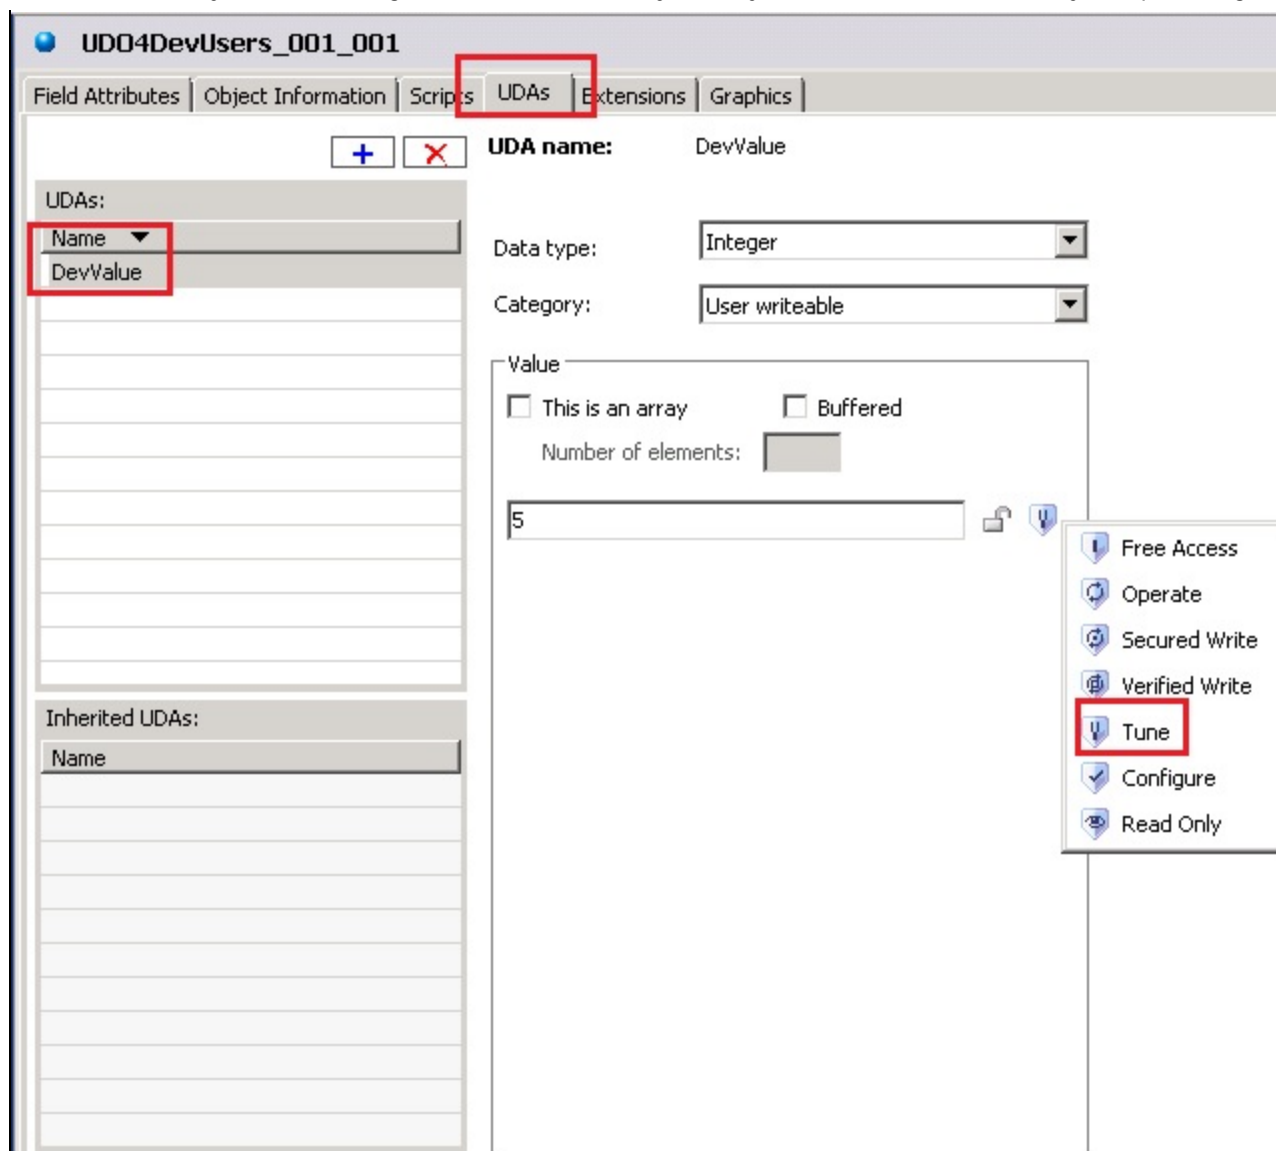 UDO4DevUsers_001_001
Field Attributes Object Information Scripts UDAs Extensions Graphics
UDA name: DevValue
UDAs:
Name
DevValue
Data type: Integer
Category: User writeable
Value
This is an array Buffered
Number of elements:
5
Free Access
Operate
Secured Write
Verified Write
Tune
Configure
Read Only
Inherited UDAs:
Name